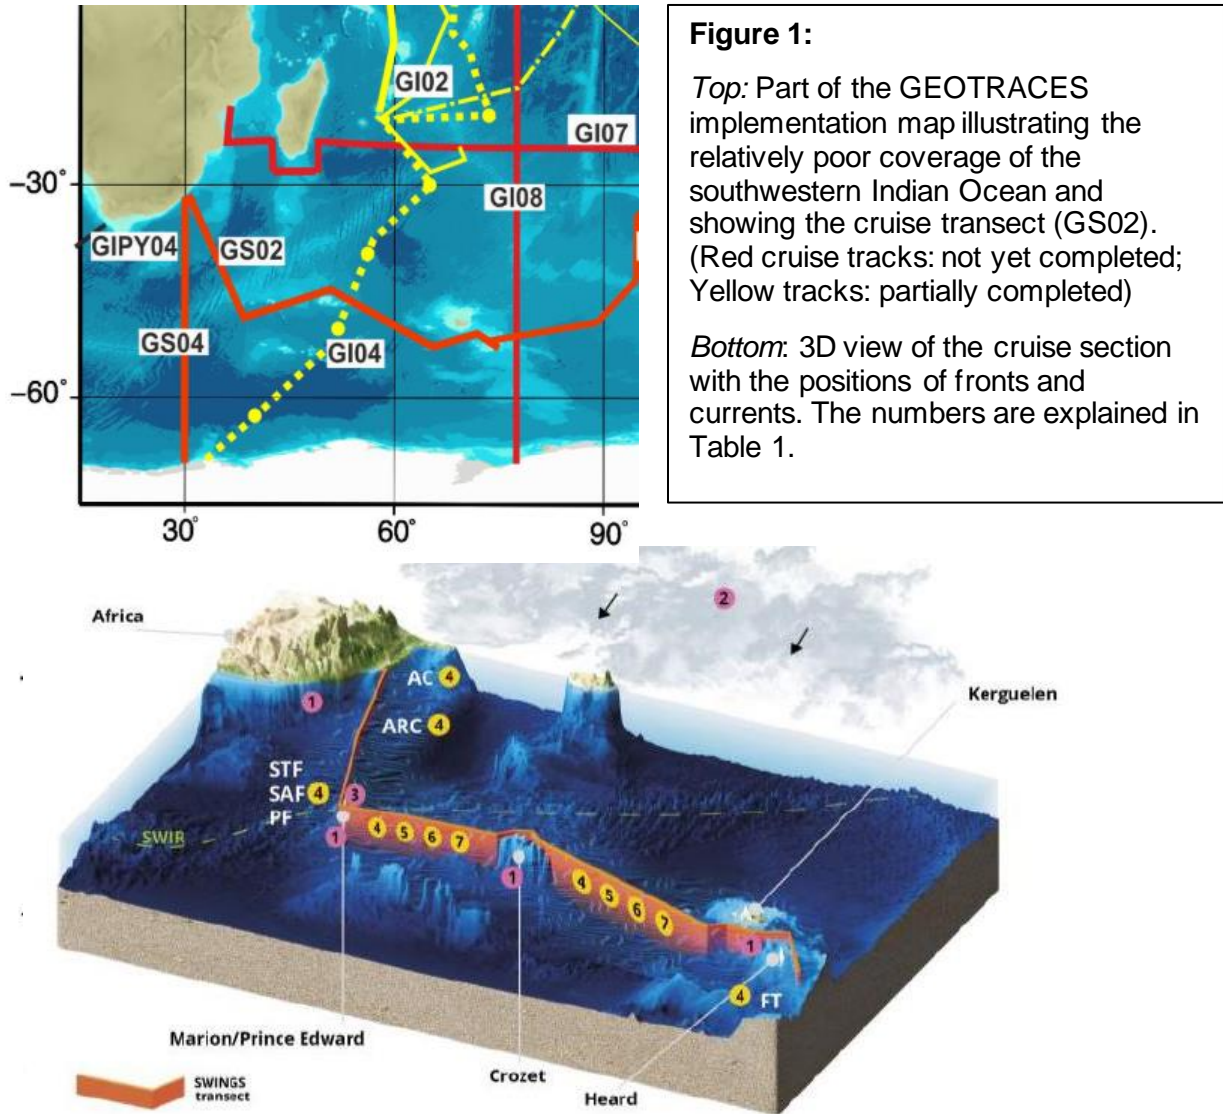 GI02
GI07
−30°
GI08
GIPY04
GS02
GS04
GI04
−60°
30°
60°
90°
Figure 1:
Top: Part of the GEOTRACES
implementation map illustrating the
relatively poor coverage of the
southwestern Indian Ocean and
showing the cruise transect (GS02).
(Red cruise tracks: not yet completed;
Yellow tracks: partially completed)
Bottom: 3D view of the cruise section
with the positions of fronts and
currents. The numbers are explained in
Table 1.
2
Africa
AC 4
Kerguelen
1
ARC 4
STF
SAF 4 3
PF
SWIR
1 4 5 6 7
1 4 5 6 7
1
4 FT
Marion/Prince Edward
Crozet
Heard
SWINGS
transect